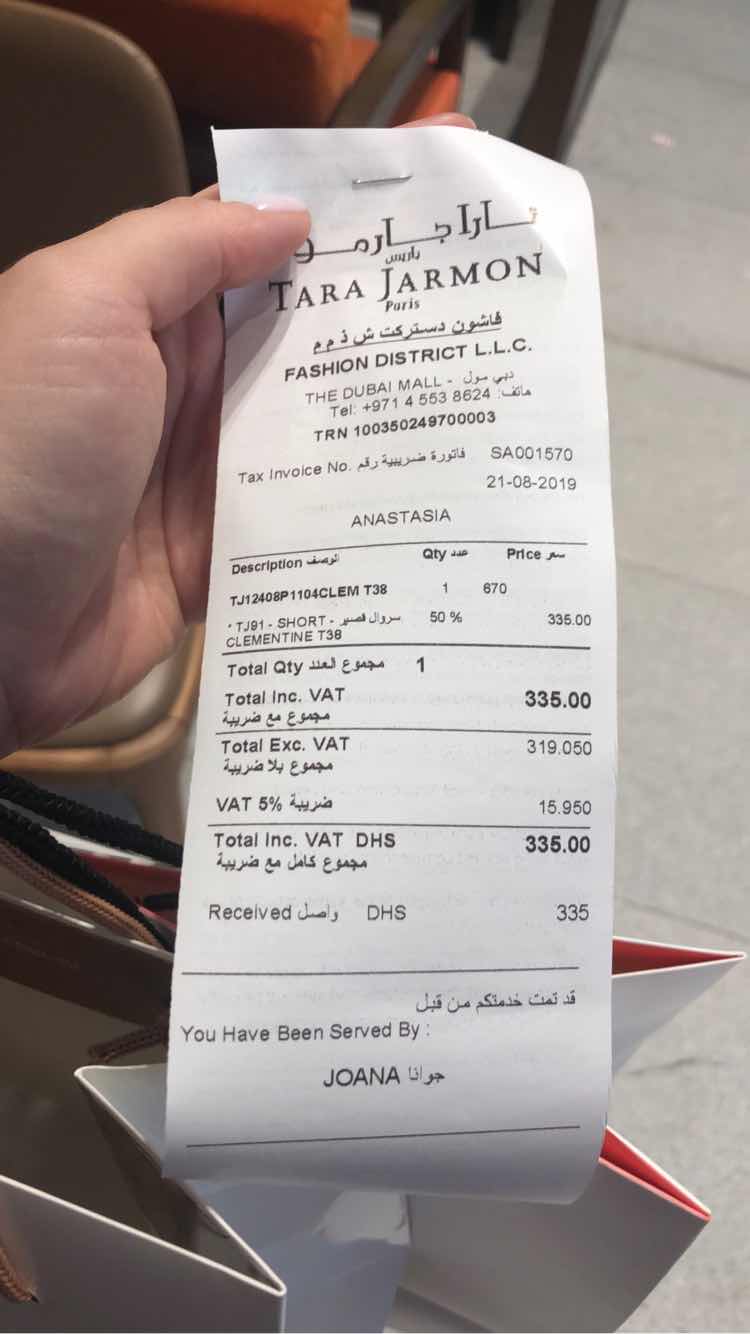 تارا جارمو
باريس
TARA JARMON
Paris
فاشون دستركت ش ذ م م
FASHION DISTRICT L.L.C.
THE DUBAI MALL - دبي مول
Tel: +971 4 553 8624 :هاتف
TRN 100350249700003
Tax Invoice No. فاتورة ضريبية رقم SA001570
21-08-2019
ANASTASIA
Description الوصف Qty عدد Price سعر
TJ12408P1104CLEM T38 1 670
* TJ91 - SHORT - سروال قصير 50 % 335.00
CLEMENTINE T38
Total Qty مجموع العدد 1
Total Inc. VAT 335.00
مجموع مع ضريبة
Total Exc. VAT 319.050
مجموع بلا ضريبة
VAT 5% ضريبة 15.950
Total Inc. VAT DHS 335.00
مجموع كامل مع ضريبة
Received واصل DHS 335
قد تمت خدمتكم من قبل
You Have Been Served By :
JOANA جوانا